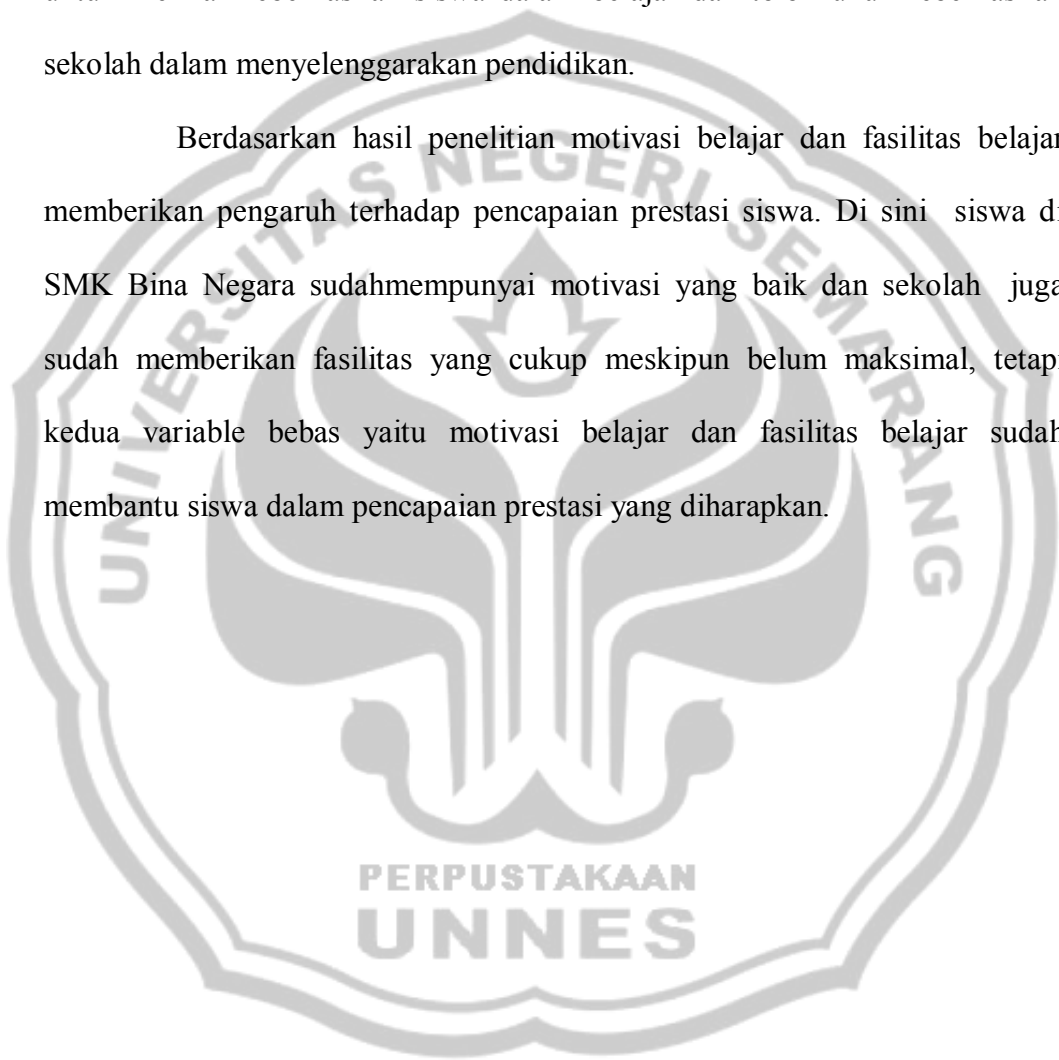 sekolah dalam menyelenggarakan pendidikan.
Berdasarkan hasil penelitian motivasi belajar dan fasilitas belajar
memberikan pengaruh terhadap pencapaian prestasi siswa. Di sini siswa di
SMK Bina Negara sudahmempunyai motivasi yang baik dan sekolah juga
sudah memberikan fasilitas yang cukup meskipun belum maksimal, tetapi
kedua variable bebas yaitu motivasi belajar dan fasilitas belajar sudah
membantu siswa dalam pencapaian prestasi yang diharapkan.
UNIVERSITAS NEGERI SEMARANG
PERPUSTAKAAN
UNNES